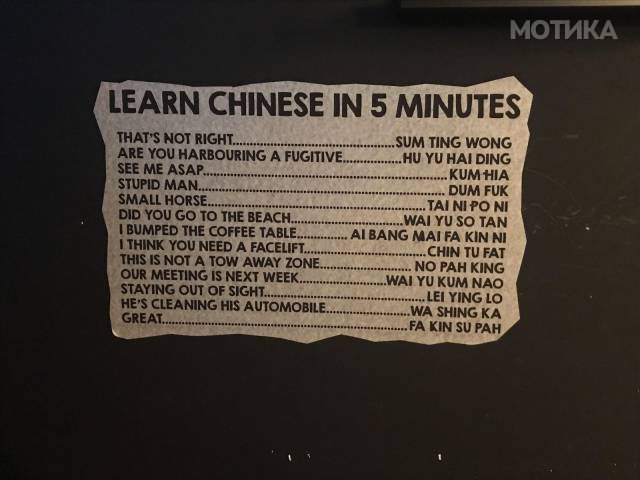 МОТИКА
LEARN CHINESE IN 5 MINUTES
THAT'S NOT RIGHT..........................................SUM TING WONG
ARE YOU HARBOURING A FUGITIVE...............HU YU HAI DING
SEE ME ASAP................................................................KUM HIA
STUPID MAN.................................................................DUM FUK
SMALL HORSE.........................................................TAI NI PO NI
DID YOU GO TO THE BEACH.............................WAI YU SO TAN
I BUMPED THE COFFEE TABLE............. AI BANG MAI FA KIN NI
I THINK YOU NEED A FACELIFT................................CHIN TU FAT
THIS IS NOT A TOW AWAY ZONE......................... NO PAH KING
OUR MEETING IS NEXT WEEK.......................WAI YU KUM NAO
STAYING OUT OF SIGHT..........................................LEI YING LO
HE'S CLEANING HIS AUTOMOBILE......................WA SHING KA
GREAT................................................................FA KIN SU PAH